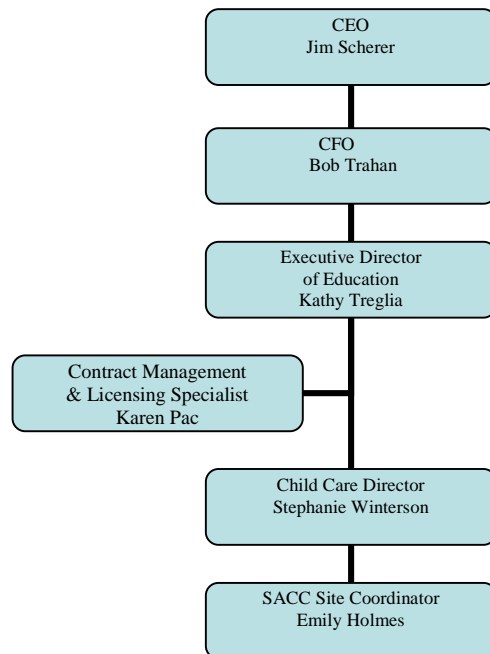 CEO
Jim Scherer
CFO
Bob Trahan
Executive Director
of Education
Kathy Treglia
Contract Management
& Licensing Specialist
Karen Pac
Child Care Director
Stephanie Winterson
SACC Site Coordinator
Emily Holmes